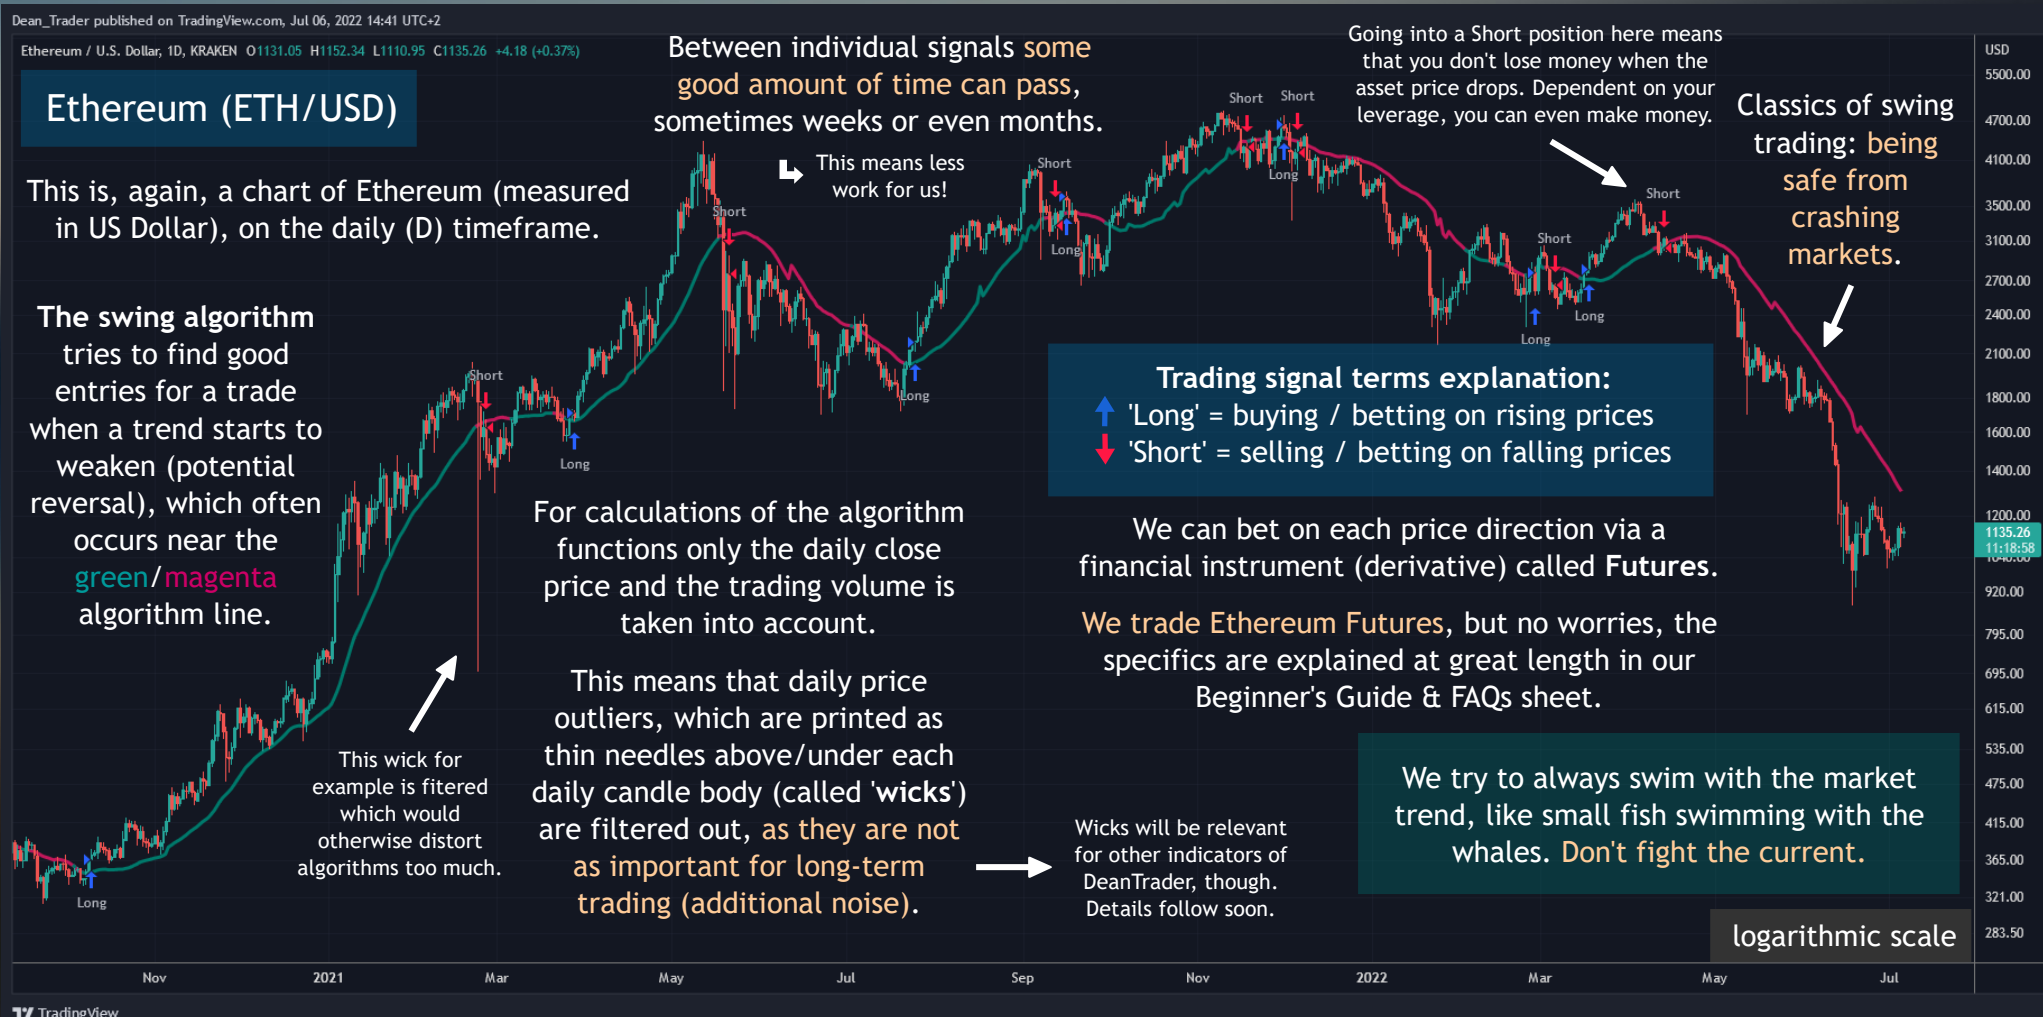 Dean_Trader published on TradingView.com, Jul 06, 2022 14:41 UTC+2
Ethereum / U.S. Dollar, 1D, KRAKEN O1131.05 H1152.34 L1110.95 C1135.26 +4.18 (+0.37%)
Ethereum (ETH/USD)
This is, again, a chart of Ethereum (measured
in US Dollar), on the daily (D) timeframe.
The swing algorithm
tries to find good
entries for a trade
when a trend starts to
weaken (potential
reversal), which often
occurs near the
green/magenta
algorithm line.
Between individual signals some
good amount of time can pass,
sometimes weeks or even months.
This means less
work for us!
Going into a Short position here means
that you don't lose money when the
asset price drops. Dependent on your
leverage, you can even make money.
Classics of swing
trading: being
safe from
crashing
markets.
Long
Short
Long
Short
Long
Short
Long
Short
Long
Short
Long
Short
Long
Short
Trading signal terms explanation:
'Long' = buying / betting on rising prices
'Short' = selling / betting on falling prices
We can bet on each price direction via a
financial instrument (derivative) called Futures.
We trade Ethereum Futures, but no worries, the
specifics are explained at great length in our
Beginner's Guide & FAQs sheet.
For calculations of the algorithm
functions only the daily close
price and the trading volume is
taken into account.
This means that daily price
outliers, which are printed as
thin needles above/under each
daily candle body (called 'wicks')
are filtered out, as they are not
as important for long-term
trading (additional noise).
This wick for
example is fitered
which would
otherwise distort
algorithms too much.
Wicks will be relevant
for other indicators of
DeanTrader, though.
Details follow soon.
We try to always swim with the market
trend, like small fish swimming with the
whales. Don't fight the current.
logarithmic scale
USD
5500.00
4700.00
4100.00
3500.00
3100.00
2700.00
2400.00
2100.00
1800.00
1600.00
1400.00
1200.00
1135.26
11:18:58
920.00
795.00
695.00
615.00
535.00
475.00
415.00
365.00
321.00
283.50
Nov 2021 Mar May Jul Sep Nov 2022 Mar May Jul
TradingView